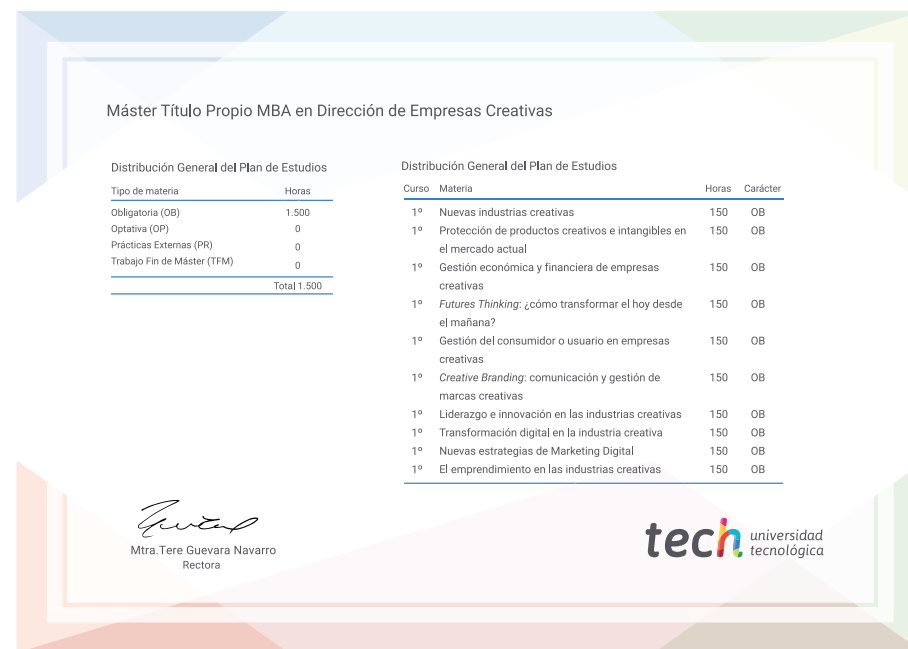 Máster Título Propio MBA en Dirección de Empresas Creativas
Distribución General del Plan de Estudios
Tipo de materia Horas
Obligatoria (OB) 1.500
Optativa (OP) 0
Prácticas Externas (PR) 0
Trabajo Fin de Máster (TFM) 0
Total 1.500
Distribución General del Plan de Estudios
Curso Materia Horas Carácter
1º Nuevas industrias creativas 150 OB
1º Protección de productos creativos e intangibles en 150 OB
el mercado actual
1º Gestión económica y financiera de empresas 150 OB
creativas
1º Futures Thinking: ¿cómo transformar el hoy desde 150 OB
el mañana?
1º Gestión del consumidor o usuario en empresas 150 OB
creativas
1º Creative Branding: comunicación y gestión de 150 OB
marcas creativas
1º Liderazgo e innovación en las industrias creativas 150 OB
1º Transformación digital en la industria creativa 150 OB
1º Nuevas estrategias de Marketing Digital 150 OB
1º El emprendimiento en las industrias creativas 150 OB
Mtra.Tere Guevara Navarro
Rectora
tech universidad
tecnológica